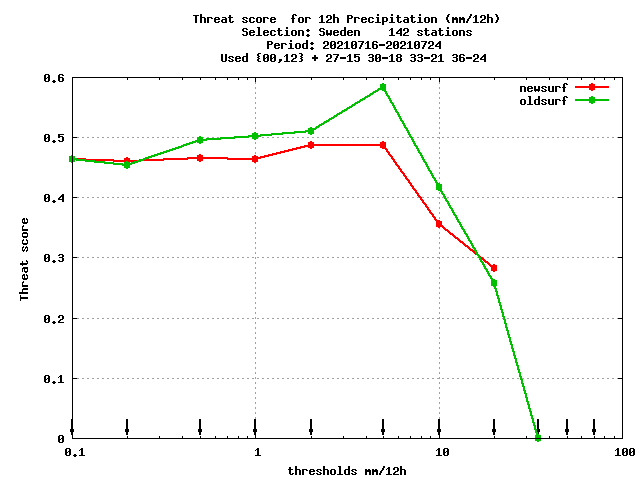 Threat score  for 12h Precipitation (mm/12h)
Selection: Sweden    142 stations
Period: 20210716-20210724
Used {00,12} + 27-15 30-18 33-21 36-24
newsurf
oldsurf
0.6
0.5
0.4
0.3
0.2
0.1
0
Threat score
0.1
1
10
100
thresholds mm/12h